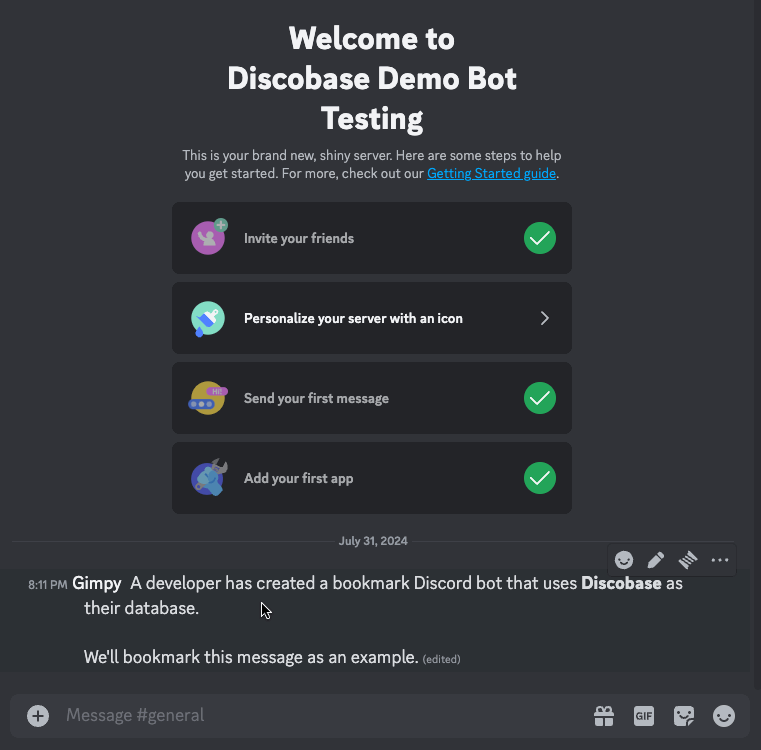 Welcome to
Discobase Demo Bot
Testing
This is your brand new, shiny server. Here are some steps to help
you get started. For more, check out our Getting Started guide.
Invite your friends
Personalize your server with an icon
Hi!
Send your first message
Add your first app
July 31, 2024
8:11 PM Gimpy A developer has created a bookmark Discord bot that uses Discobase as
their database.
We'll bookmark this message as an example. (edited)
Message #general
GIF